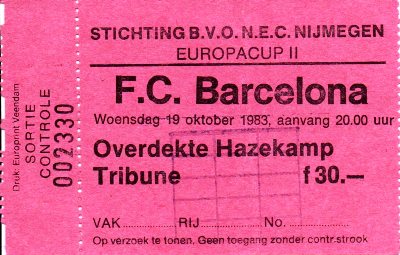 STICHTING B.V.O. N.E.C. NIJMEGEN
EUROPACUP II
F.C. Barcelona
Woensdag 19 oktober 1983, aanvang 20.00 uur
Overdekte Hazekamp
Tribune f 30.—
VAK ..... RIJ ..... No. .....
Op verzoek te tonen. Geen toegang zonder contr. strook
Druk: Europrint Veendam
SORTIE
CONTROLE
002330